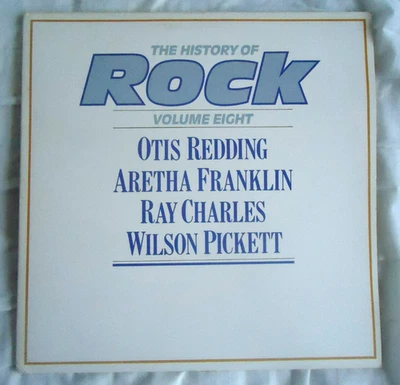 THE HISTORY OF
ROCK
VOLUME EIGHT
OTIS REDDING
ARETHA FRANKLIN
RAY CHARLES
WILSON PICKETT